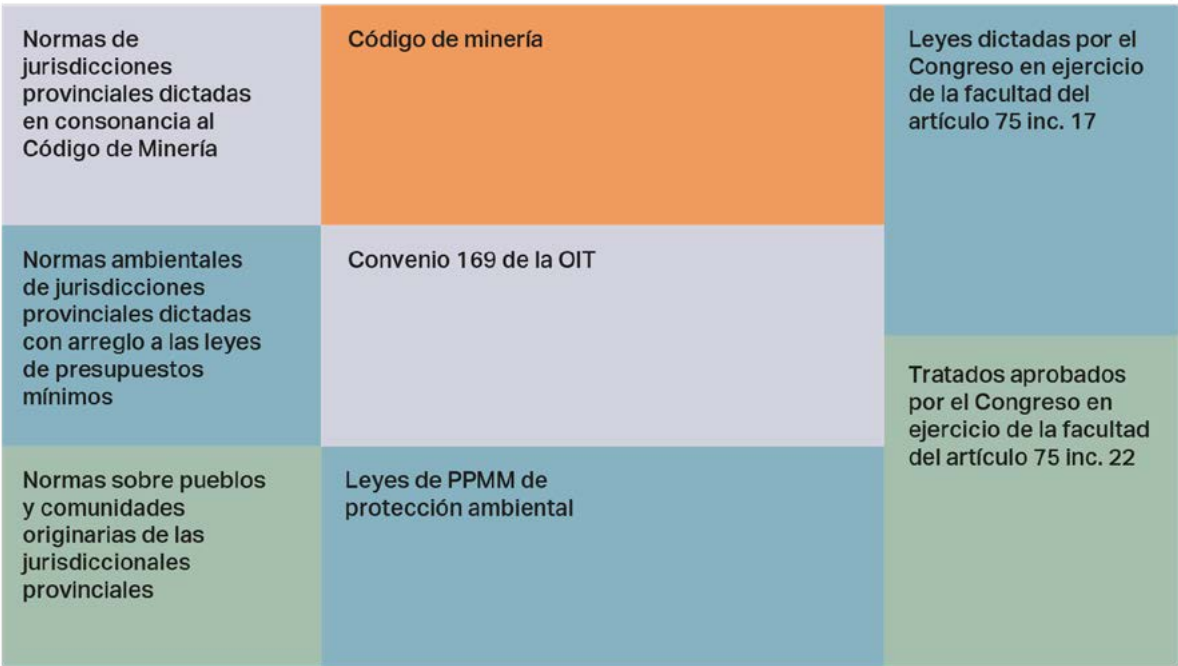 Normas de
jurisdicciones
provinciales dictadas
en consonancia al
Código de Minería
Código de minería
Leyes dictadas por el
Congreso en ejercicio
de la facultad del
artículo 75 inc. 17
Normas ambientales
de jurisdicciones
provinciales dictadas
con arreglo a las leyes
de presupuestos
mínimos
Convenio 169 de la OIT
Tratados aprobados
por el Congreso en
ejercicio de la facultad
del artículo 75 inc. 22
Normas sobre pueblos
y comunidades
originarias de las
jurisdiccionales
provinciales
Leyes de PPMM de
protección ambiental